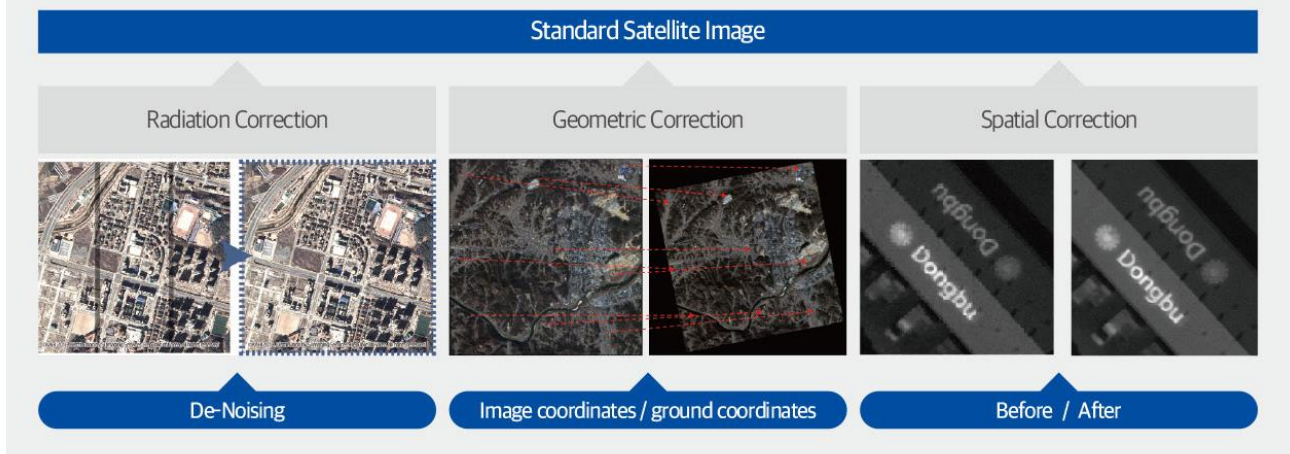 Standard Satellite Image
Radiation Correction
Geometric Correction
Spatial Correction
Dongbu
Dongbu
Dongbu
Dongbu
De-Noising
Image coordinates / ground coordinates
Before / After